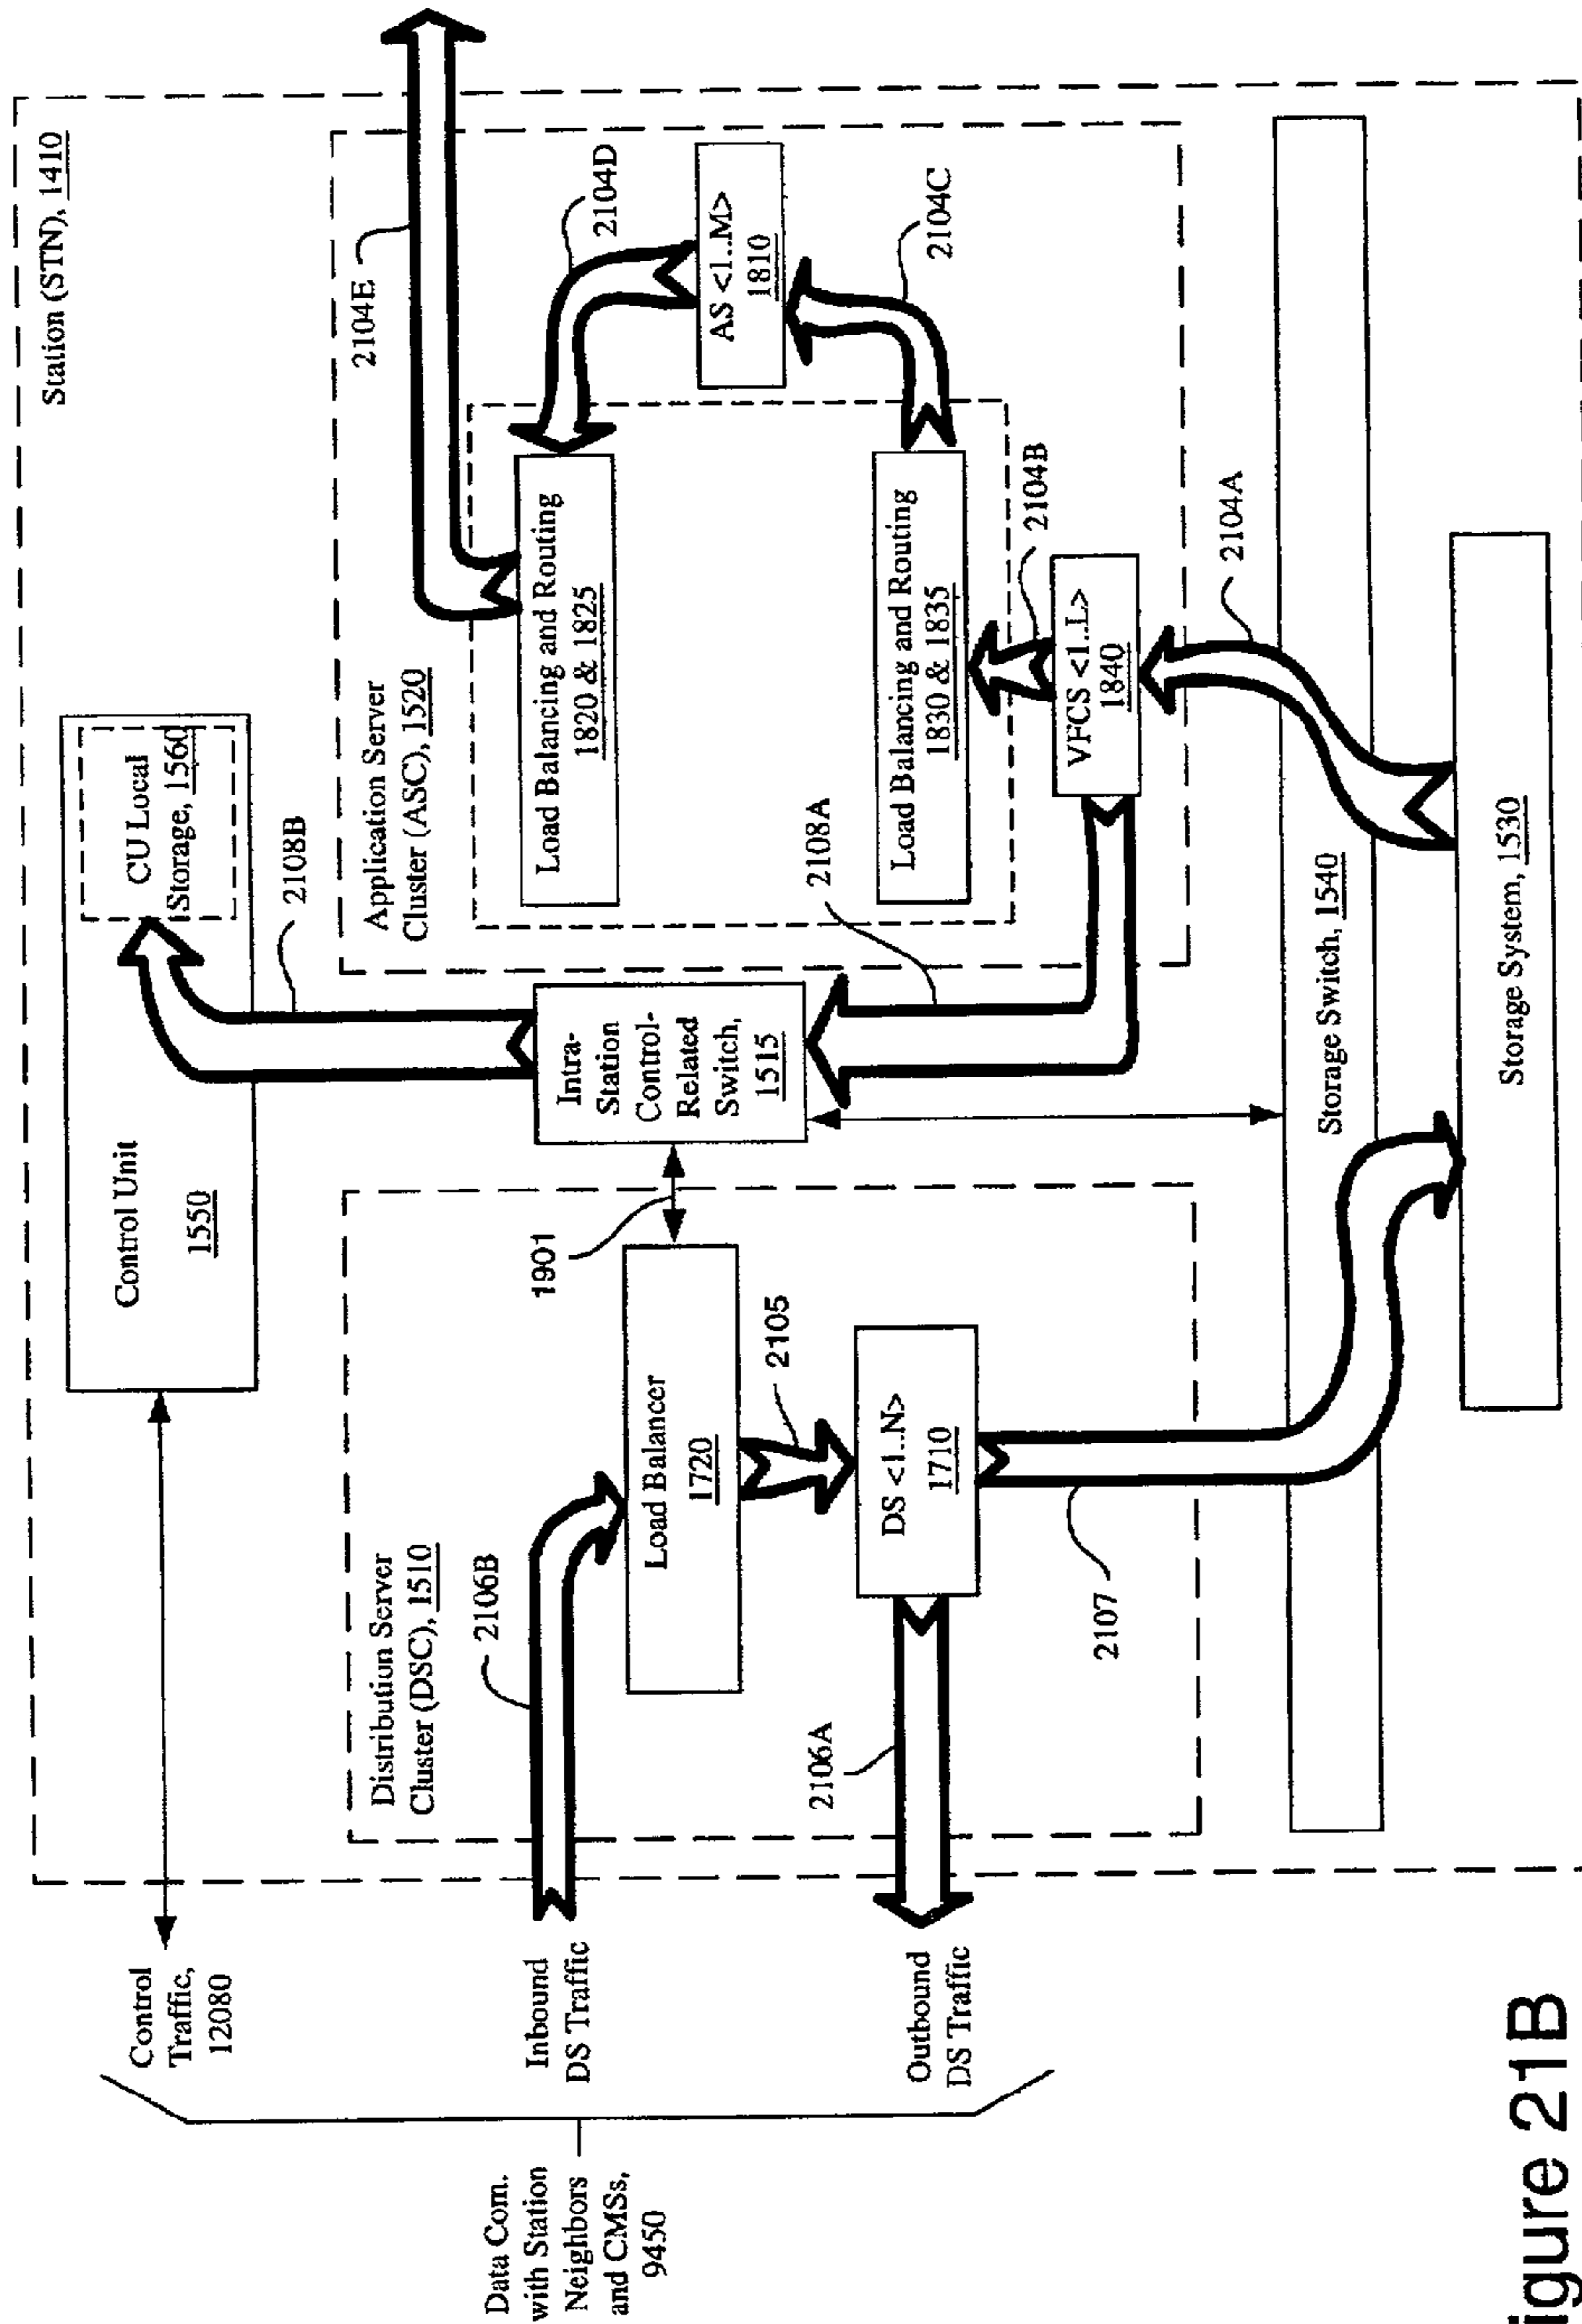 Station (STN), 1410
Control Unit
1550
CU Local
Storage, 1560
2108B
2104E
Control
Traffic,
12080
Data Com.
with Station
Neighbors
and CMSs,
9450
Inbound
DS Traffic
Outbound
DS Traffic
Distribution Server
Cluster (DSC), 1510
2106B
Load Balancer
1720
2105
DS <1..N>
1710
2106A
2107
1901
Intra-
Station
Control-
Related
Switch,
1515
2108A
Application Server
Cluster (ASC), 1520
Load Balancing and Routing
1820 & 1825
2104D
AS <1..M>
1810
2104C
Load Balancing and Routing
1830 & 1835
2104B
VFCS <1..L>
1840
2104A
Storage Switch, 1540
Storage System, 1530
igure 21B